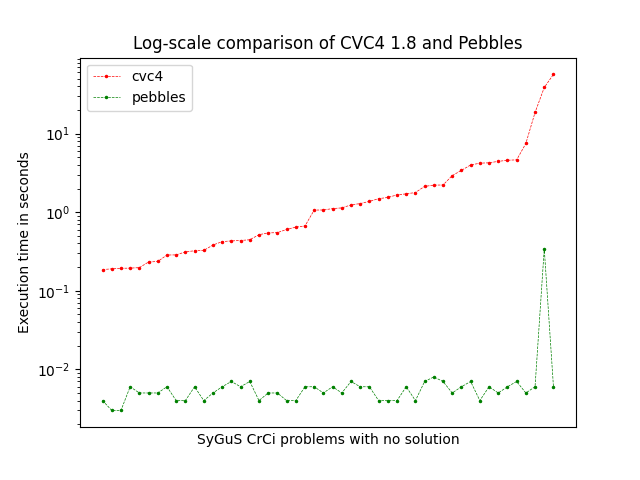 Log-scale comparison of CVC4 1.8 and Pebbles
cvc4
pebbles
10¹
10⁰
10⁻¹
10⁻²
Execution time in seconds
SyGuS CrCi problems with no solution